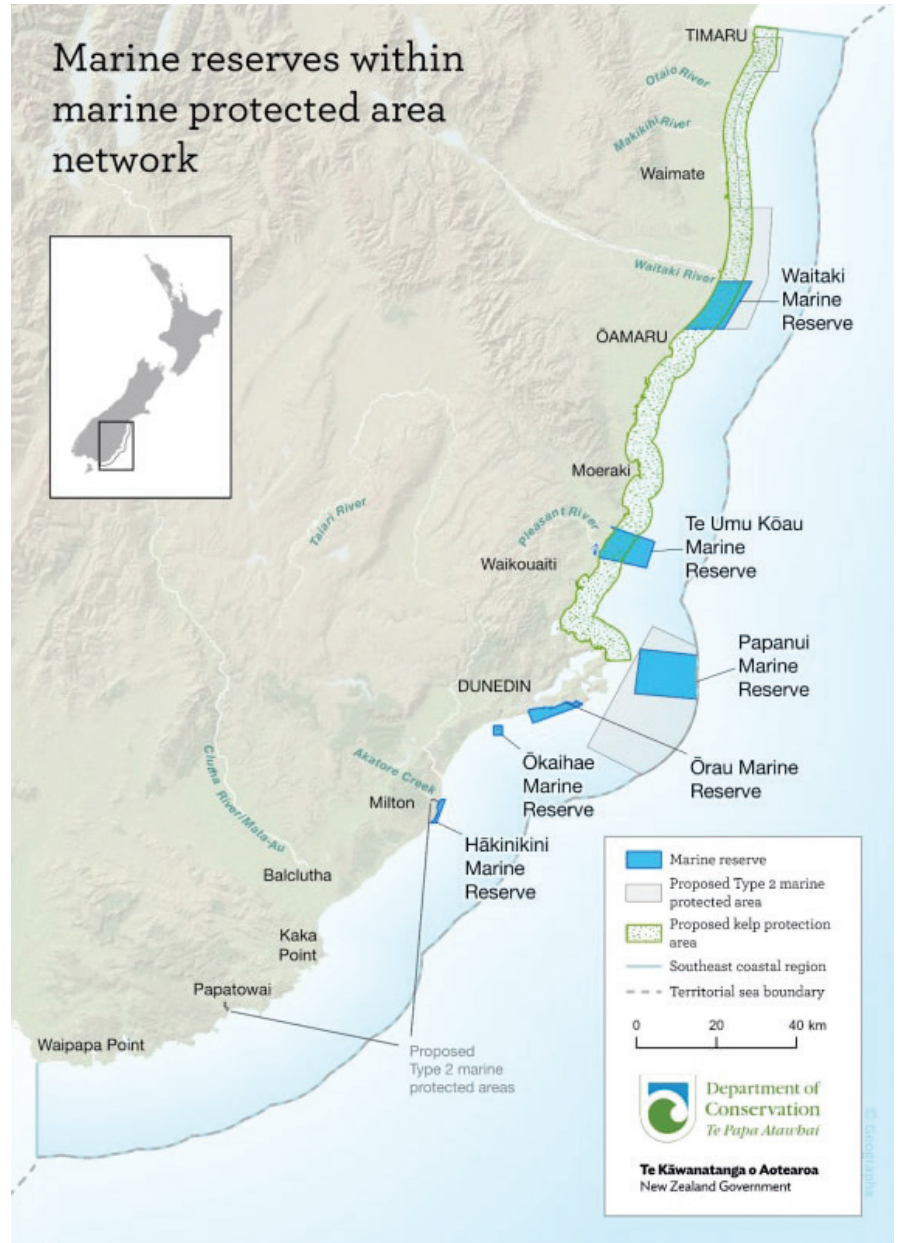 Marine reserves within
marine protected area
network
TIMARU
Otaio River
Makikihi River
Waimate
Waitaki River
Waitaki
Marine
Reserve
ŌAMARU
Moeraki
Taiari River
Pleasant River
Te Umu Kōau
Marine
Reserve
Waikouaiti
Papanui
Marine
Reserve
DUNEDIN
Ōkaihae
Marine
Reserve
Ōrau Marine
Reserve
Akatore Creek
Milton
Clutha River/Mata-Au
Hākinikini
Marine
Reserve
Balclutha
Kaka
Point
Papatowai
Waipapa Point
Proposed
Type 2 marine
protected areas
Marine reserve
Proposed Type 2 marine
protected area
Proposed kelp protection
area
Southeast coastal region
Territorial sea boundary
0 20 40 km
Department of
Conservation
Te Papa Atawhai
Te Kāwanatanga o Aotearoa
New Zealand Government
© Geographx